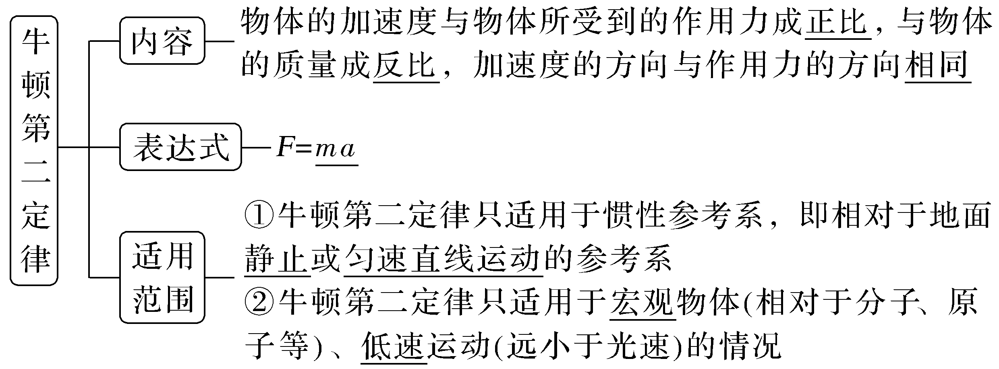 牛顿第二定律
内容
物体的加速度与物体所受到的作用力成正比，与物体
的质量成反比，加速度的方向与作用力的方向相同
表达式
F=ma
适用
范围
①牛顿第二定律只适用于惯性参考系，即相对于地面
静止或匀速直线运动的参考系
②牛顿第二定律只适用于宏观物体(相对于分子、原
子等)、低速运动(远小于光速)的情况